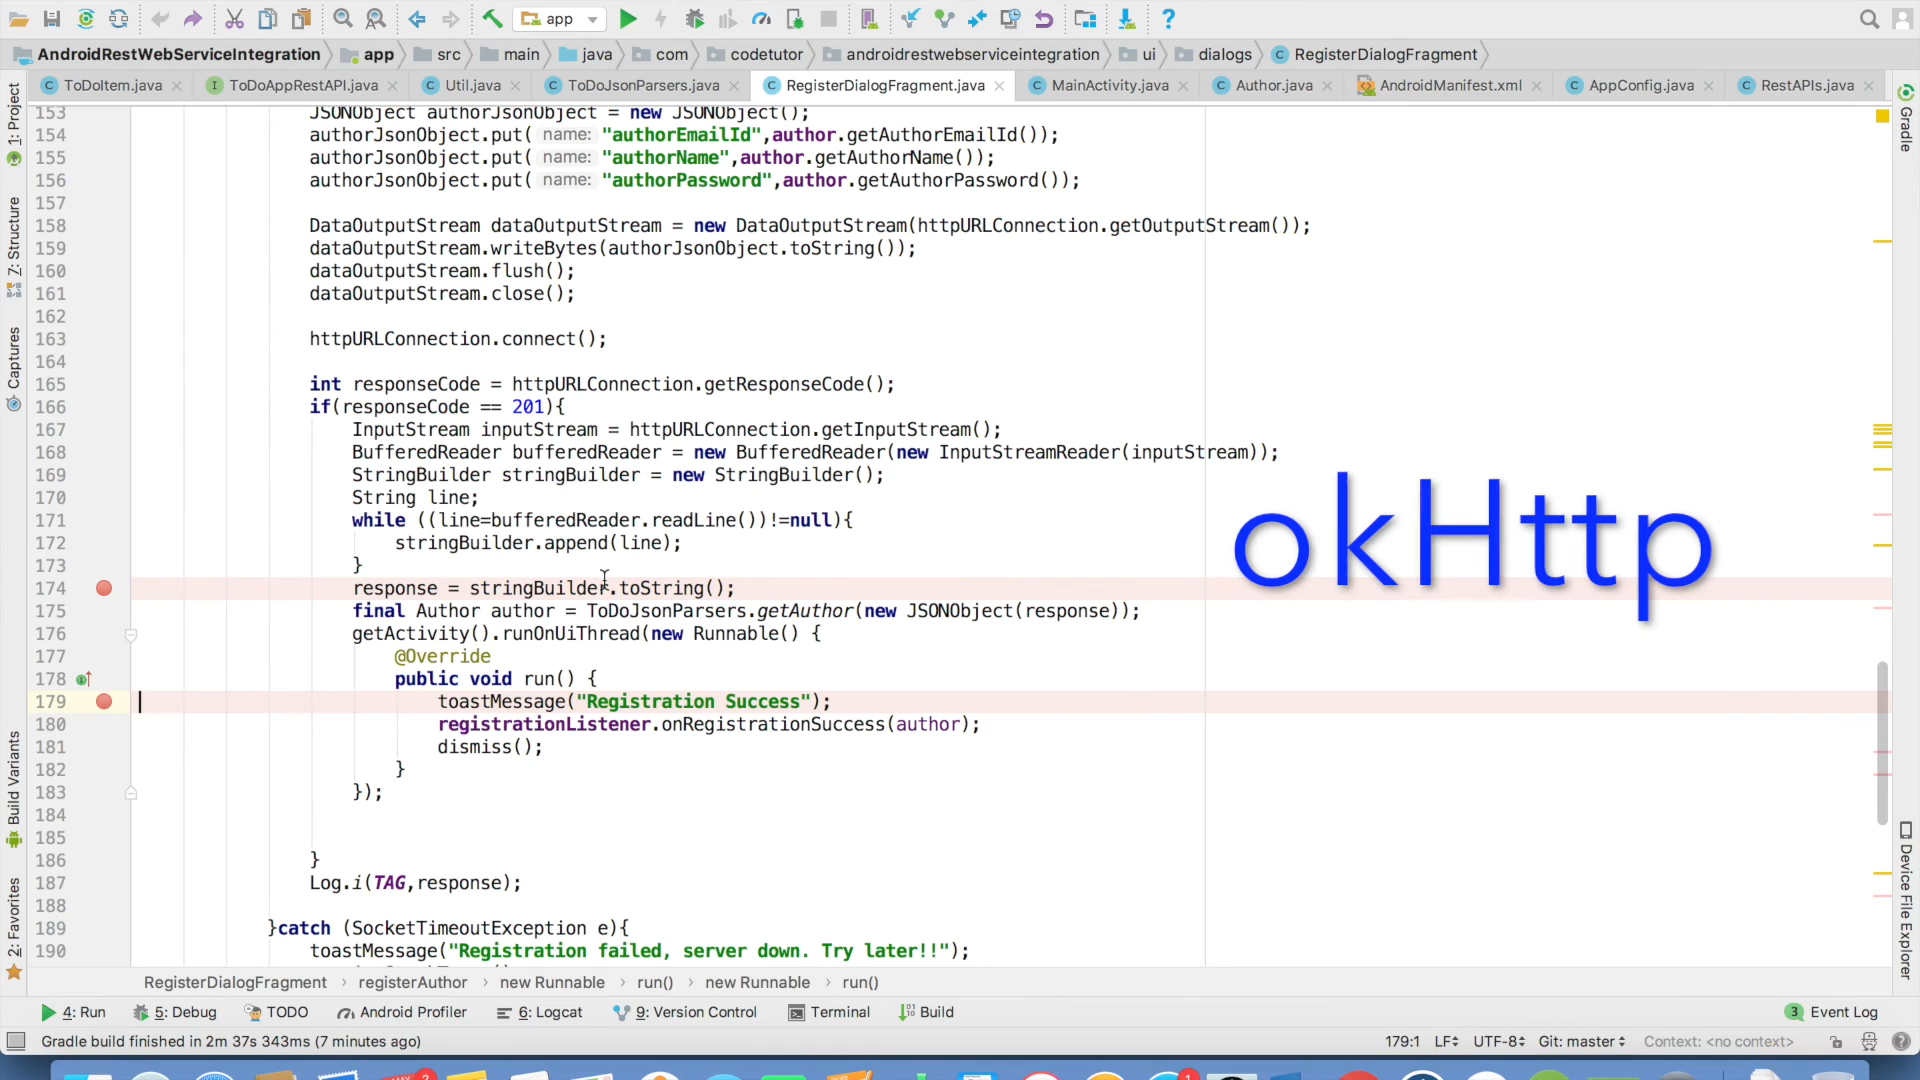 app
AndroidRestWebServiceIntegration app src main java com codetutor androidrestwebserviceintegration ui dialogs RegisterDialogFragment
ToDoItem.java ToDoAppRestAPI.java Util.java ToDoJsonParsers.java RegisterDialogFragment.java MainActivity.java Author.java AndroidManifest.xml AppConfig.java RestAPIs.java
1: Project
Z: Structure
Captures
Build Variants
2: Favorites
Gradle
Device File Explorer
153 JSONObject authorJsonObject = new JSONObject();
154 authorJsonObject.put( name: "authorEmailId",author.getAuthorEmailId());
155 authorJsonObject.put( name: "authorName",author.getAuthorName());
156 authorJsonObject.put( name: "authorPassword",author.getAuthorPassword());
157
158 DataOutputStream dataOutputStream = new DataOutputStream(httpURLConnection.getOutputStream());
159 dataOutputStream.writeBytes(authorJsonObject.toString());
160 dataOutputStream.flush();
161 dataOutputStream.close();
162
163 httpURLConnection.connect();
164
165 int responseCode = httpURLConnection.getResponseCode();
166 if(responseCode == 201){
167 InputStream inputStream = httpURLConnection.getInputStream();
168 BufferedReader bufferedReader = new BufferedReader(new InputStreamReader(inputStream));
169 StringBuilder stringBuilder = new StringBuilder();
170 String line;
171 while ((line=bufferedReader.readLine())!=null){
172 stringBuilder.append(line);
173 }
174 response = stringBuilder.toString();
175 final Author author = ToDoJsonParsers.getAuthor(new JSONObject(response));
176 getActivity().runOnUiThread(new Runnable() {
177 @Override
178 public void run() {
179 toastMessage("Registration Success");
180 registrationListener.onRegistrationSuccess(author);
181 dismiss();
182 }
183 });
184
185
186 }
187 Log.i(TAG,response);
188
189 }catch (SocketTimeoutException e){
190 toastMessage("Registration failed, server down. Try later!!");
okHttp
RegisterDialogFragment › registerAuthor › new Runnable › run() › new Runnable › run()
4: Run 5: Debug TODO Android Profiler 6: Logcat 9: Version Control Terminal Build 3 Event Log
Gradle build finished in 2m 37s 343ms (7 minutes ago) 179:1 LF UTF-8 Git: master Context: <no context>